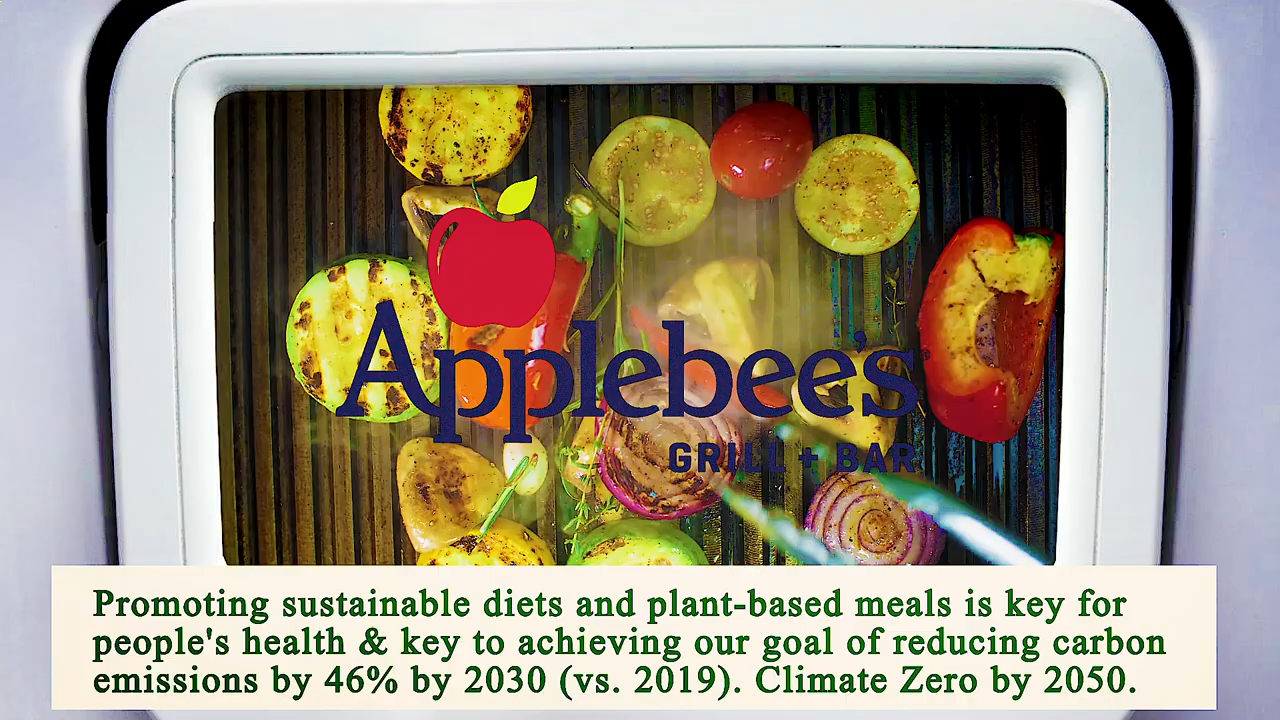 Applebee's
GRILL + BAR
Promoting sustainable diets and plant-based meals is key for
people's health & key to achieving our goal of reducing carbon
emissions by 46% by 2030 (vs. 2019). Climate Zero by 2050.